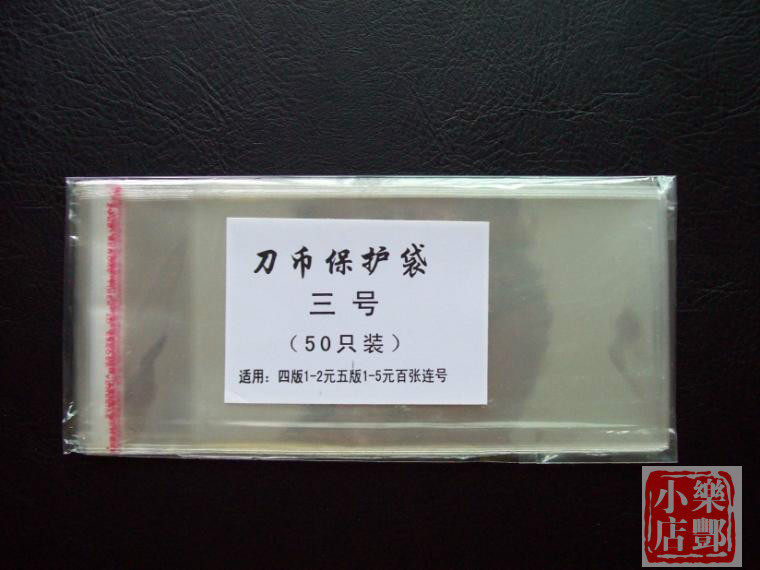 刀币保护袋
三号
（50只装）
适用：四版1-2元五版1-5元百张连号
樂酆
小店